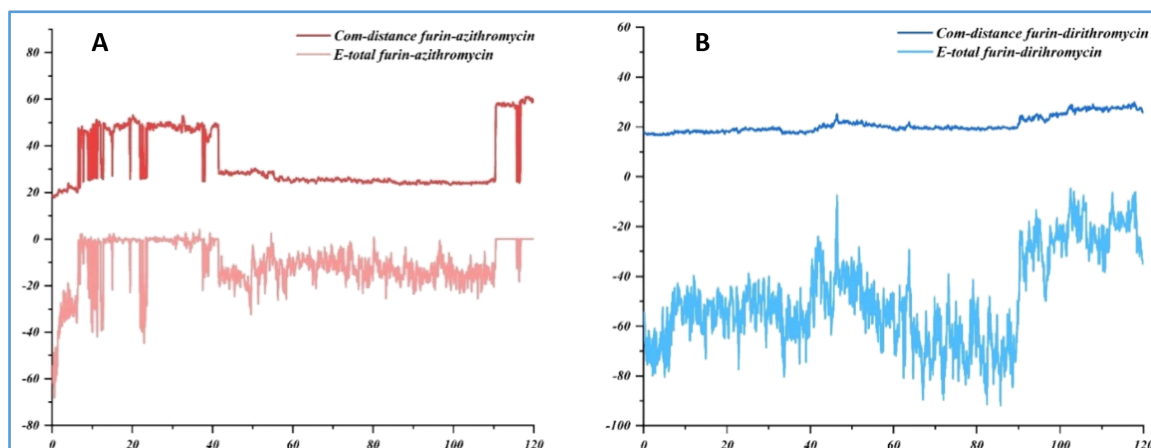 A
Com-distance furin-azithromycin
E-total furin-azithromycin
80
60
40
20
0
-20
-40
-60
-80
0 20 40 60 80 100 120
B
Com-distance furin-dirithromycin
E-total furin-dirihromycin
60
40
20
0
-20
-40
-60
-80
-100
0 20 40 60 80 100 120